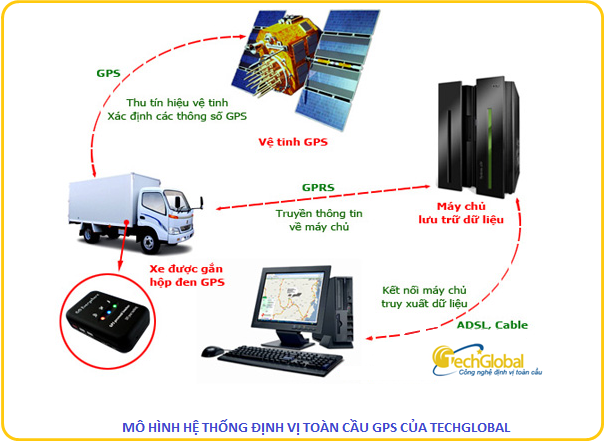 GPS
Thu tín hiệu vệ tinh
Xác định các thông số GPS
Vệ tinh GPS
GPRS
Truyền thông tin
về máy chủ
Máy chủ
lưu trữ dữ liệu
Xe được gắn
hộp đen GPS
Kết nối máy chủ
truy xuất dữ liệu
ADSL, Cable
TechGlobal
Công nghệ định vị toàn cầu
MÔ HÌNH HỆ THỐNG ĐỊNH VỊ TOÀN CẦU GPS CỦA TECHGLOBAL